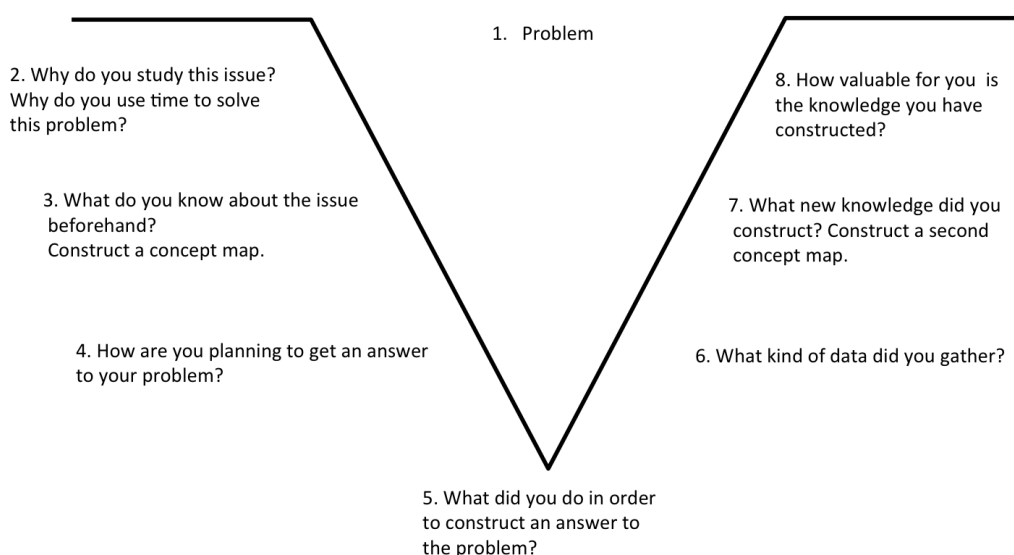 1. Problem
2. Why do you study this issue?
Why do you use time to solve
this problem?
3. What do you know about the issue
beforehand?
Construct a concept map.
4. How are you planning to get an answer
to your problem?
5. What did you do in order
to construct an answer to
the problem?
6. What kind of data did you gather?
7. What new knowledge did you
construct? Construct a second
concept map.
8. How valuable for you is
the knowledge you have
constructed?